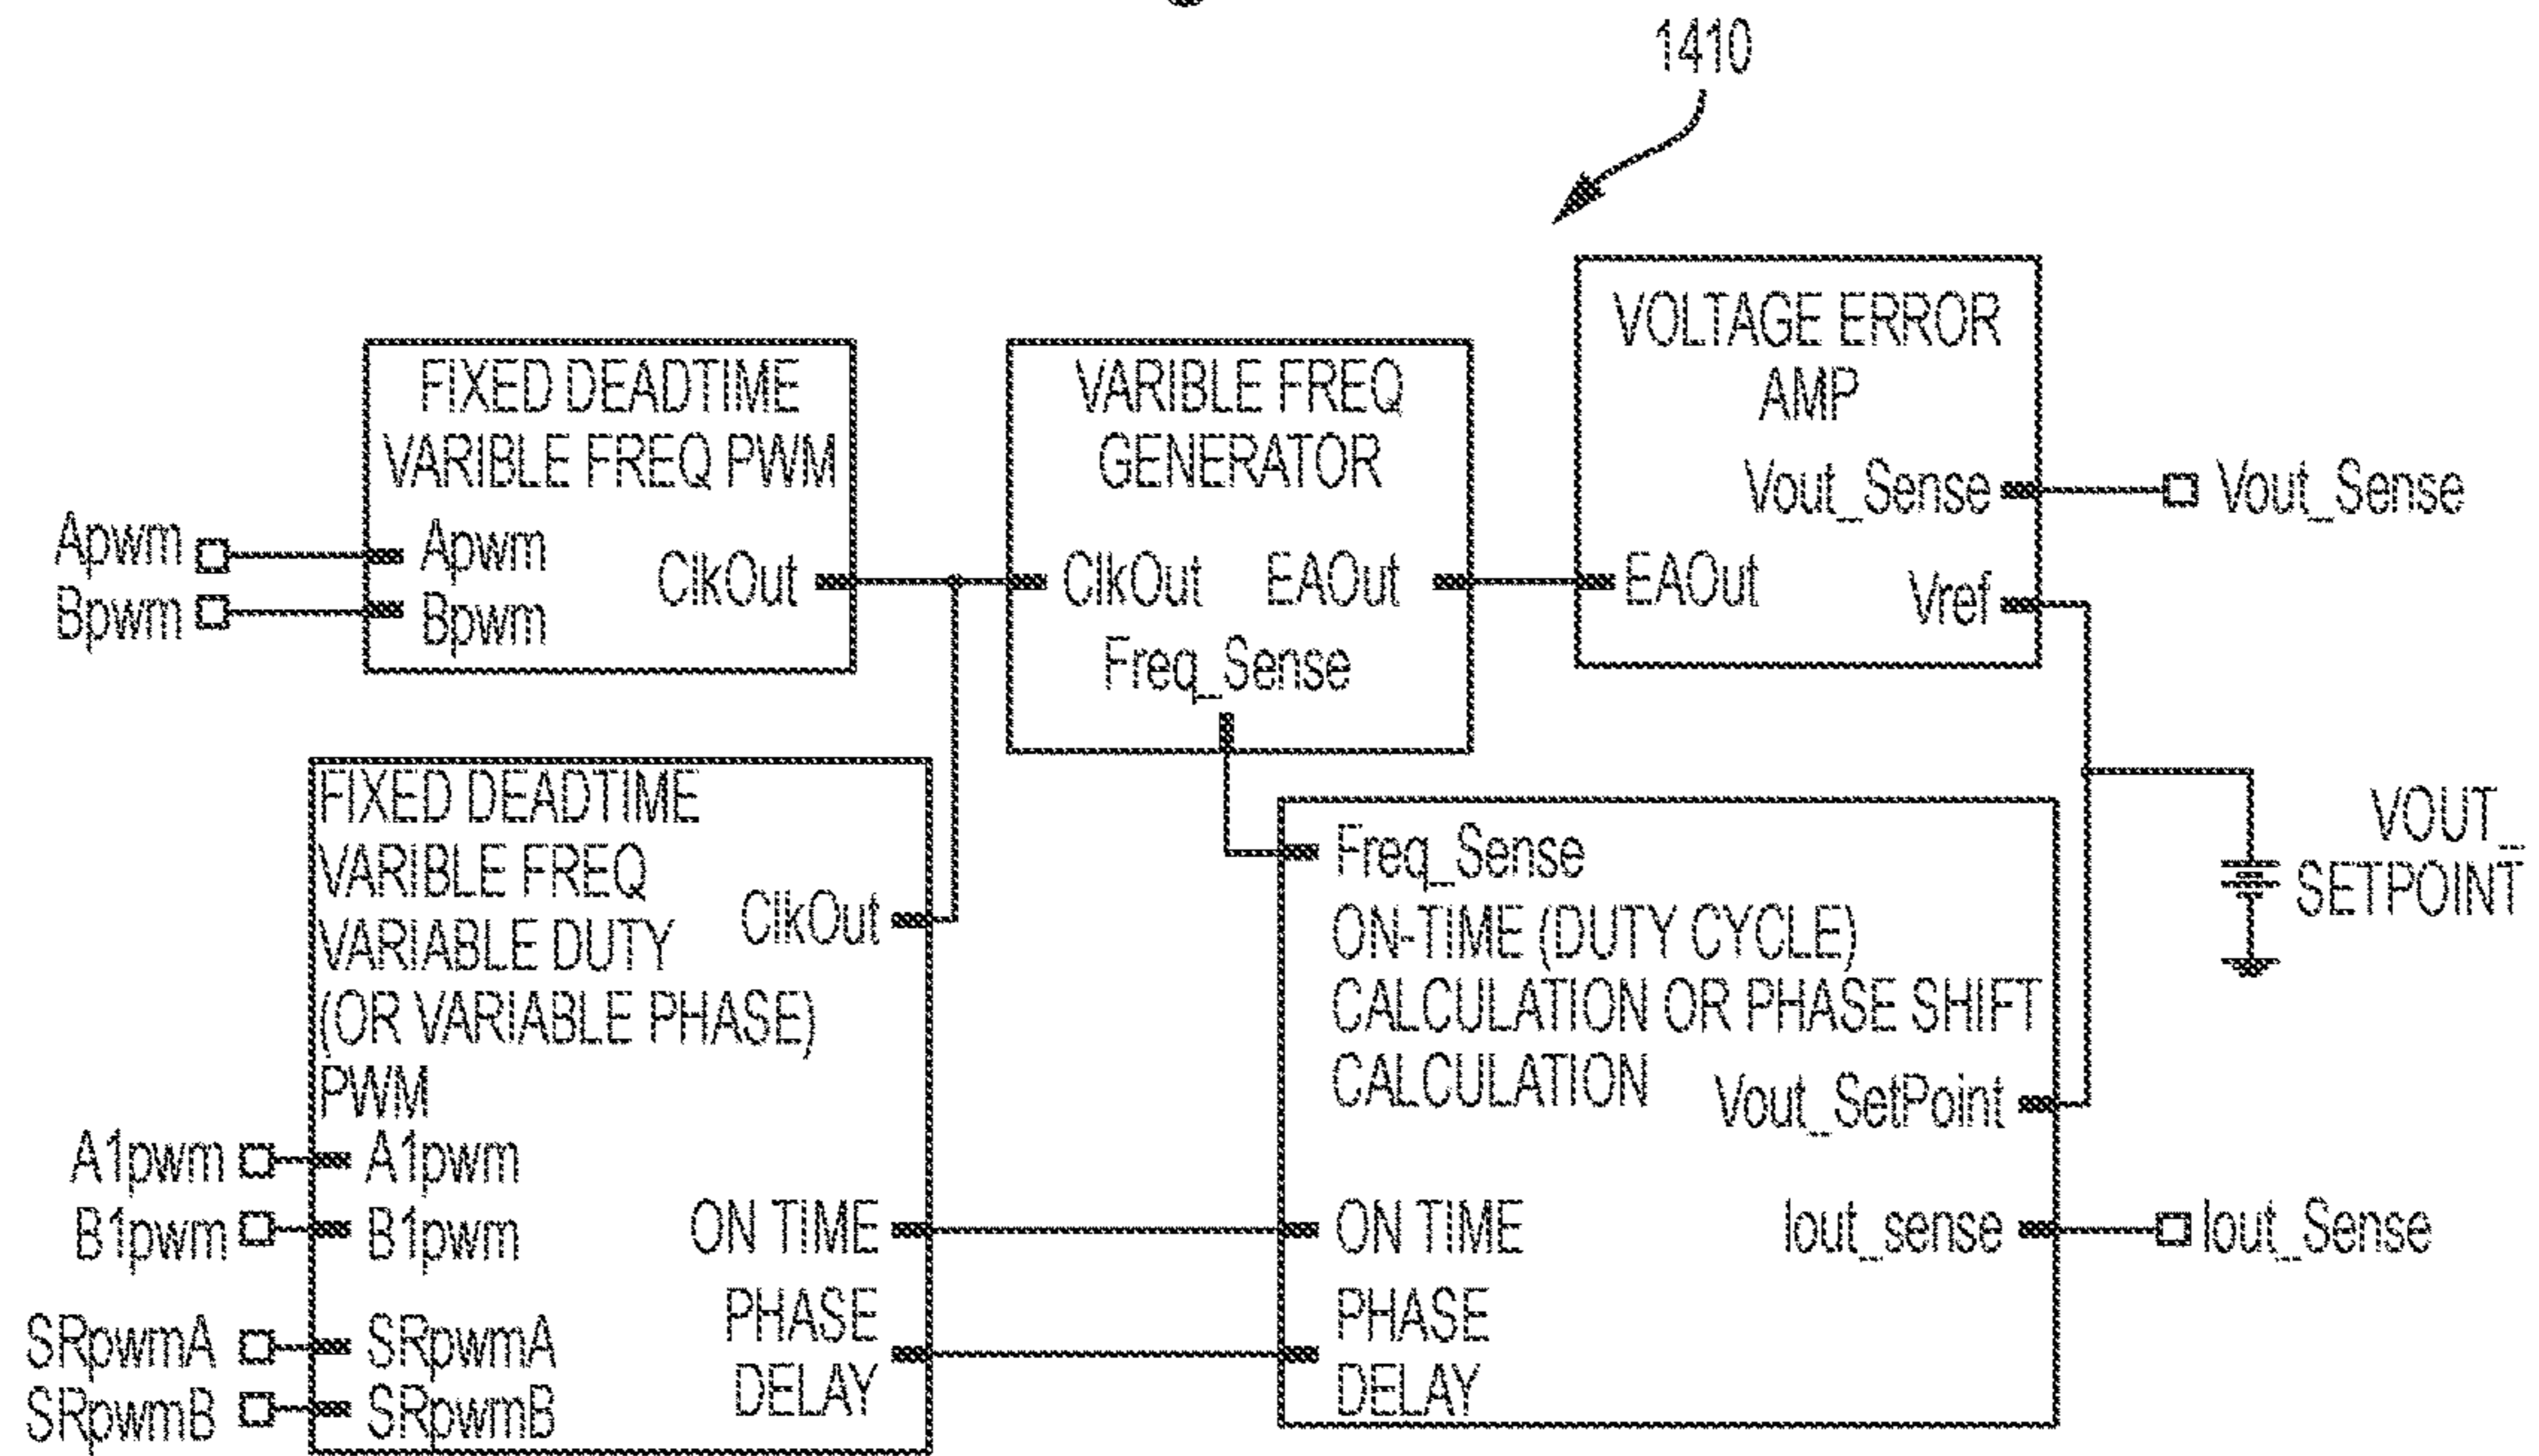 1410
FIXED DEADTIME
VARIBLE FREQ PWM
Apwm
Bpwm
Apwm
Bpwm
ClkOut
VARIBLE FREQ
GENERATOR
ClkOut
EAOut
Freq_Sense
VOLTAGE ERROR
AMP
Vout_Sense
EAOut
Vref
Vout_Sense
VOUT_
SETPOINT
FIXED DEADTIME
VARIBLE FREQ
VARIABLE DUTY
(OR VARIABLE PHASE)
PWM
ClkOut
A1pwm
B1pwm
SRpwmA
SRpwmB
A1pwm
B1pwm
SRpwmA
SRpwmB
ON TIME
PHASE
DELAY
Freq_Sense
ON-TIME (DUTY CYCLE)
CALCULATION OR PHASE SHIFT
CALCULATION
Vout_SetPoint
ON TIME
PHASE
DELAY
Iout_sense
Iout_Sense